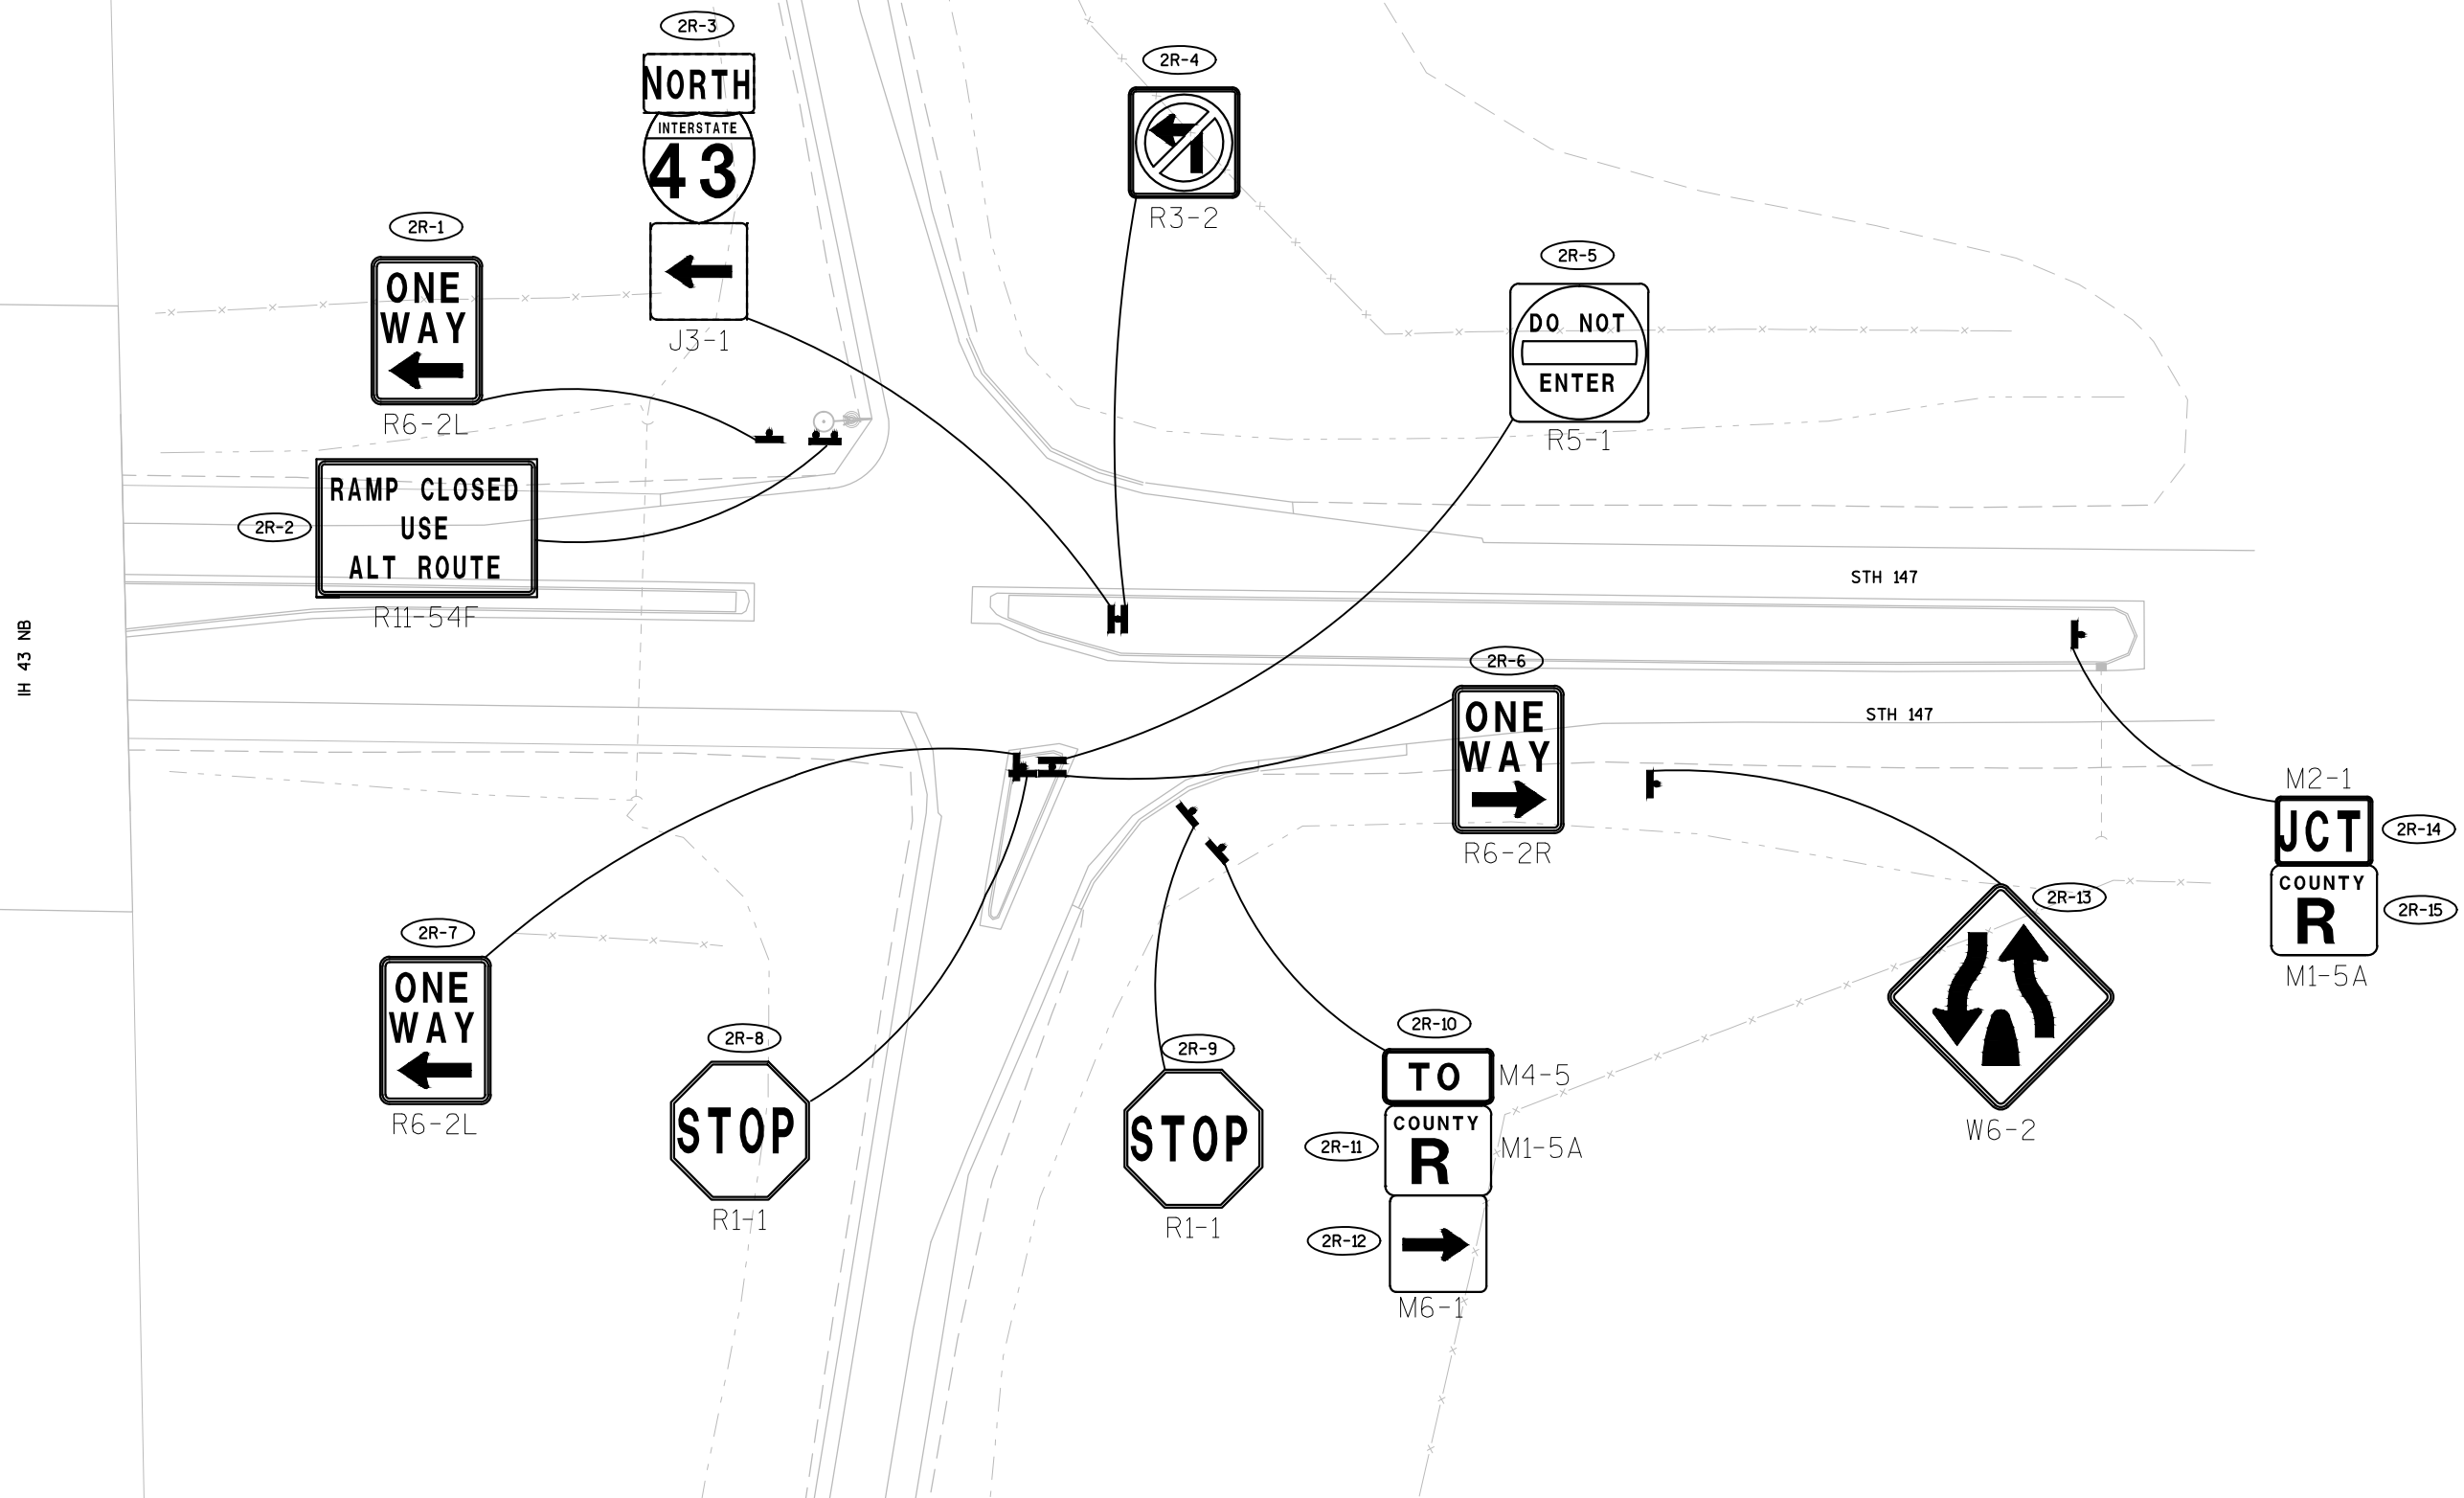 2R-3
NORTH
INTERSTATE
43
J3-1
2R-4
R3-2
2R-1
ONE
WAY
R6-2L
2R-5
DO NOT
ENTER
R5-1
2R-2
RAMP CLOSED
USE
ALT ROUTE
R11-54F
STH 147
IH 43 NB
2R-6
ONE
WAY
R6-2R
STH 147
M2-1
JCT
2R-14
COUNTY
R
2R-15
M1-5A
2R-13
W6-2
2R-7
ONE
WAY
R6-2L
2R-8
STOP
R1-1
2R-9
STOP
R1-1
2R-10
TO
M4-5
2R-11
COUNTY
R
M1-5A
2R-12
M6-1